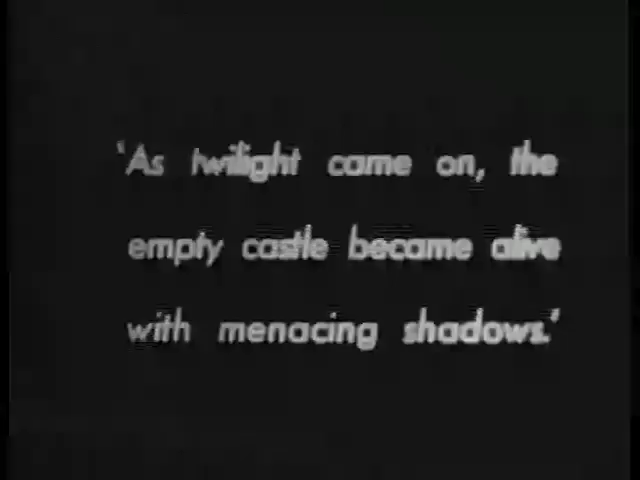 'As twilight came on, the
empty castle became alive
with menacing shadows.'